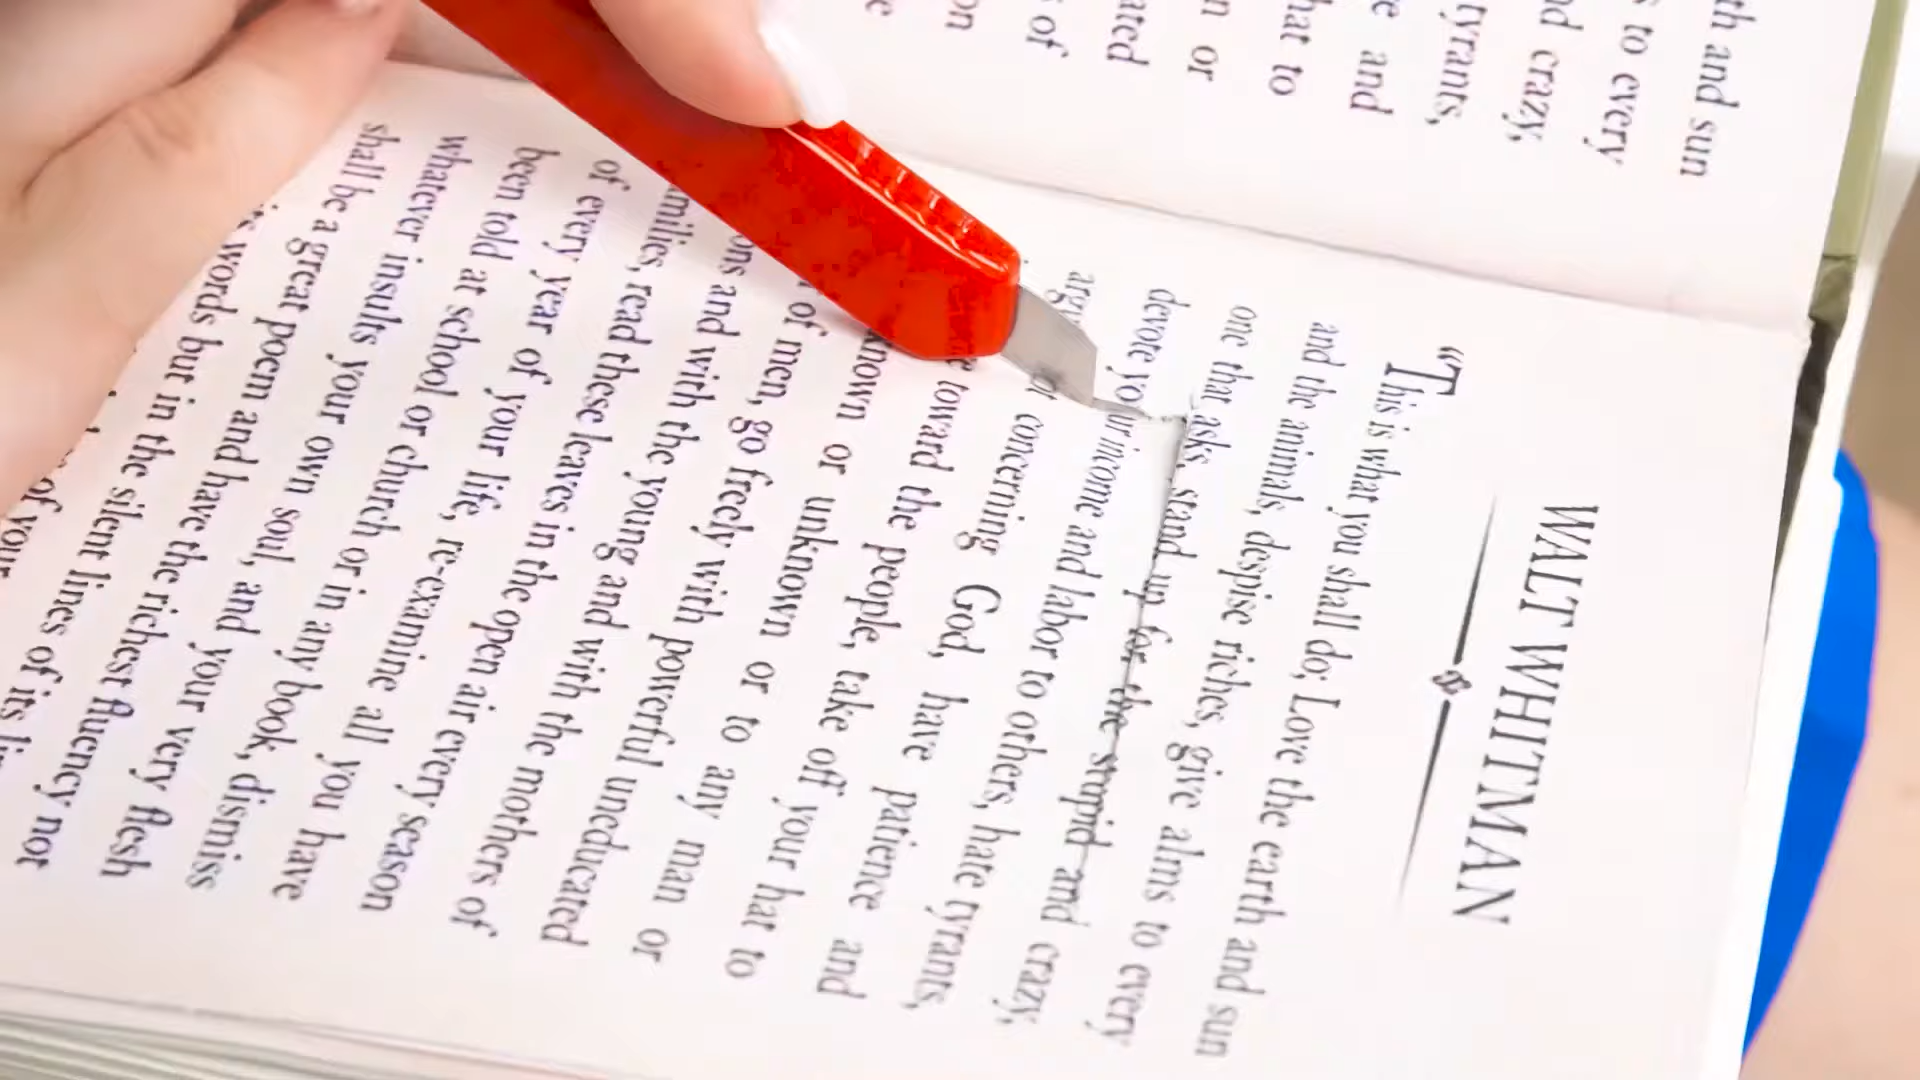 and sun
to every
crazy,
tyrants,
and
to
or
of
WALT WHITMAN
"This is what you shall do; Love the earth and sun
and the animals, despise riches, give alms to every
one that asks, stand up for the stupid and crazy,
devote your income and labor to others, hate tyrants,
concerning God, have patience and
toward the people, take off your hat to
known or unknown or to any man or
of men, go freely with powerful uneducated
and with the young and with the mothers of
read these leaves in the open air every season
of every year of your life, re-examine all you have
been told at school or church or in any book, dismiss
whatever insults your own soul, and your very flesh
shall be a great poem and have the richest fluency not
words but in the silent lines of its
of your